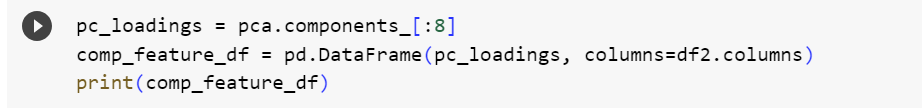 pc_loadings = pca.components_[:8]
comp_feature_df = pd.DataFrame(pc_loadings, columns=df2.columns)
print(comp_feature_df)